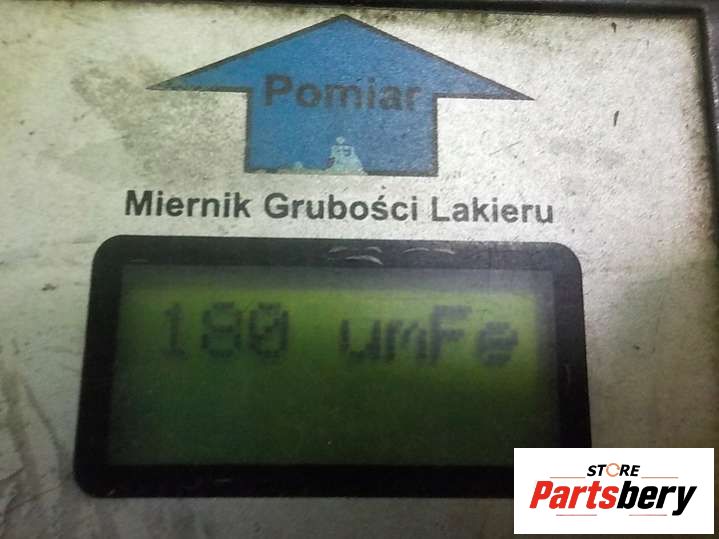 Pomiar
Miernik Grubości Lakieru
180 umFe
STORE
Partsbery